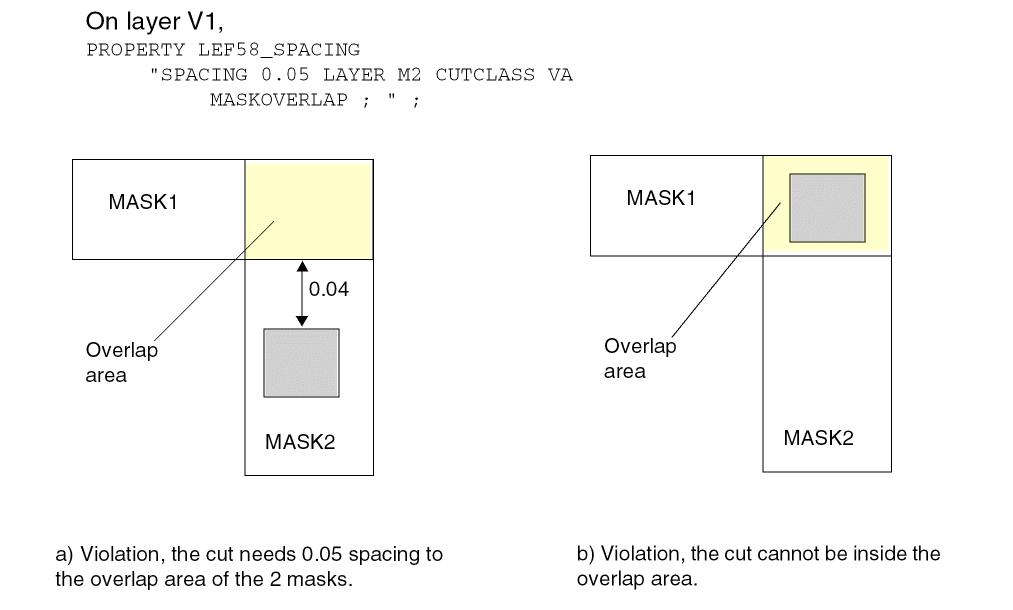 On layer V1,
PROPERTY LEF58_SPACING
"SPACING 0.05 LAYER M2 CUTCLASS VA
MASKOVERLAP ; " ;
MASK1
0.04
Overlap
area
MASK2
a) Violation, the cut needs 0.05 spacing to
the overlap area of the 2 masks.
MASK1
Overlap
area
MASK2
b) Violation, the cut cannot be inside the
overlap area.